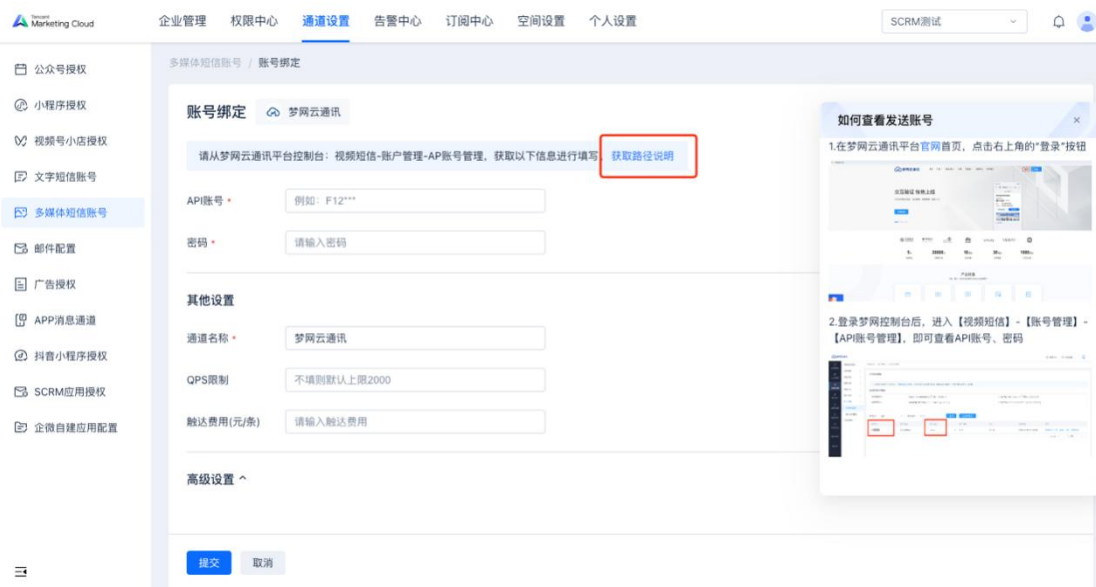 Tencent
Marketing Cloud
企业管理 权限中心 通道设置 告警中心 订阅中心 空间设置 个人设置
SCRM测试
公众号授权
小程序授权
视频号小店授权
文字短信账号
多媒体短信账号
邮件配置
广告授权
APP消息通道
抖音小程序授权
SCRM应用授权
企微自建应用配置
多媒体短信账号 / 账号绑定
账号绑定 梦网云通讯
请从梦网云通讯平台控制台：视频短信-账户管理-AP账号管理，获取以下信息进行填写 获取路径说明
API账号 *
例如：F12***
密码 *
请输入密码
其他设置
通道名称 *
梦网云通讯
QPS限制
不填则默认上限2000
触达费用(元/条)
请输入触达费用
高级设置
提交 取消
如何查看发送账号 ×
1.在梦网云通讯平台官网首页，点击右上角的“登录”按钮
2.登录梦网控制台后，进入【视频短信】-【账号管理】-
【API账号管理】，即可查看API账号、密码